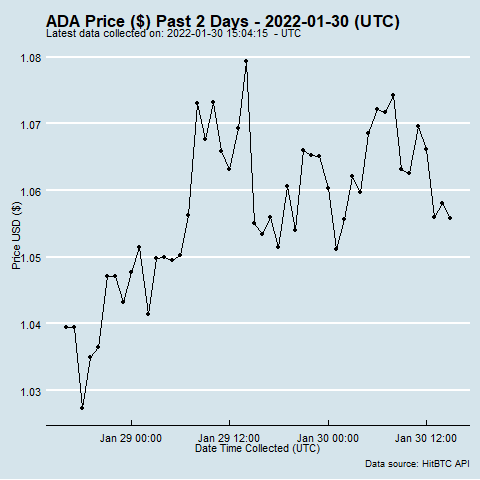 ADA Price ($) Past 2 Days - 2022-01-30 (UTC)
Latest data collected on: 2022-01-30 15:04:15 - UTC
1.08
1.07
1.06
1.05
1.04
1.03
Price USD ($)
Jan 29 00:00
Jan 29 12:00
Jan 30 00:00
Jan 30 12:00
Date Time Collected (UTC)
Data source: HitBTC API